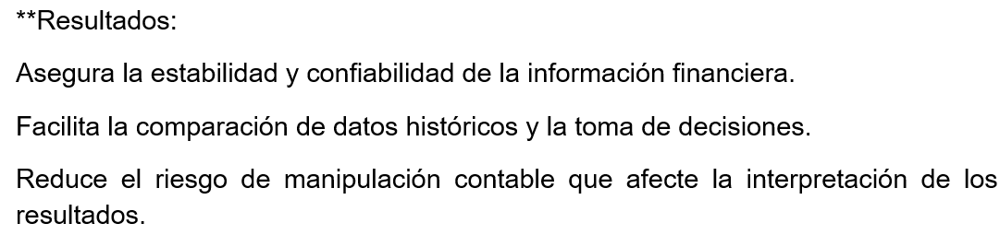 **Resultados:
Asegura la estabilidad y confiabilidad de la información financiera.
Facilita la comparación de datos históricos y la toma de decisiones.
Reduce el riesgo de manipulación contable que afecte la interpretación de los
resultados.